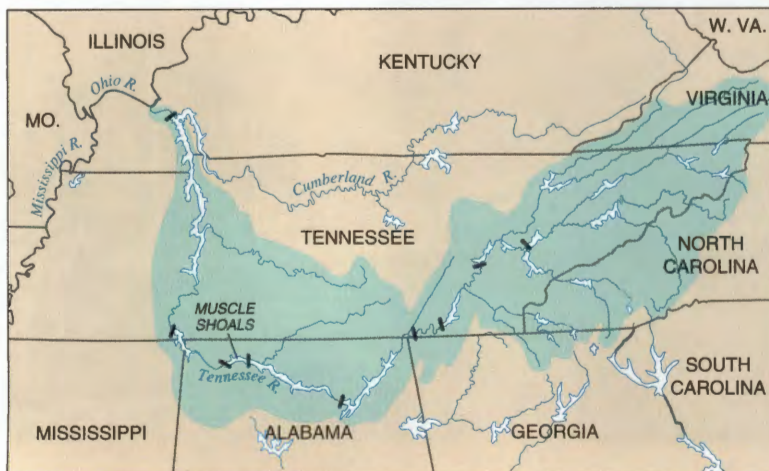 W. VA.
ILLINOIS
KENTUCKY
Ohio R.
VIRGINIA
MO.
Mississippi R.
Cumberland R.
TENNESSEE
NORTH
CAROLINA
MUSCLE
SHOALS
Tennessee R.
SOUTH
CAROLINA
MISSISSIPPI
ALABAMA
GEORGIA